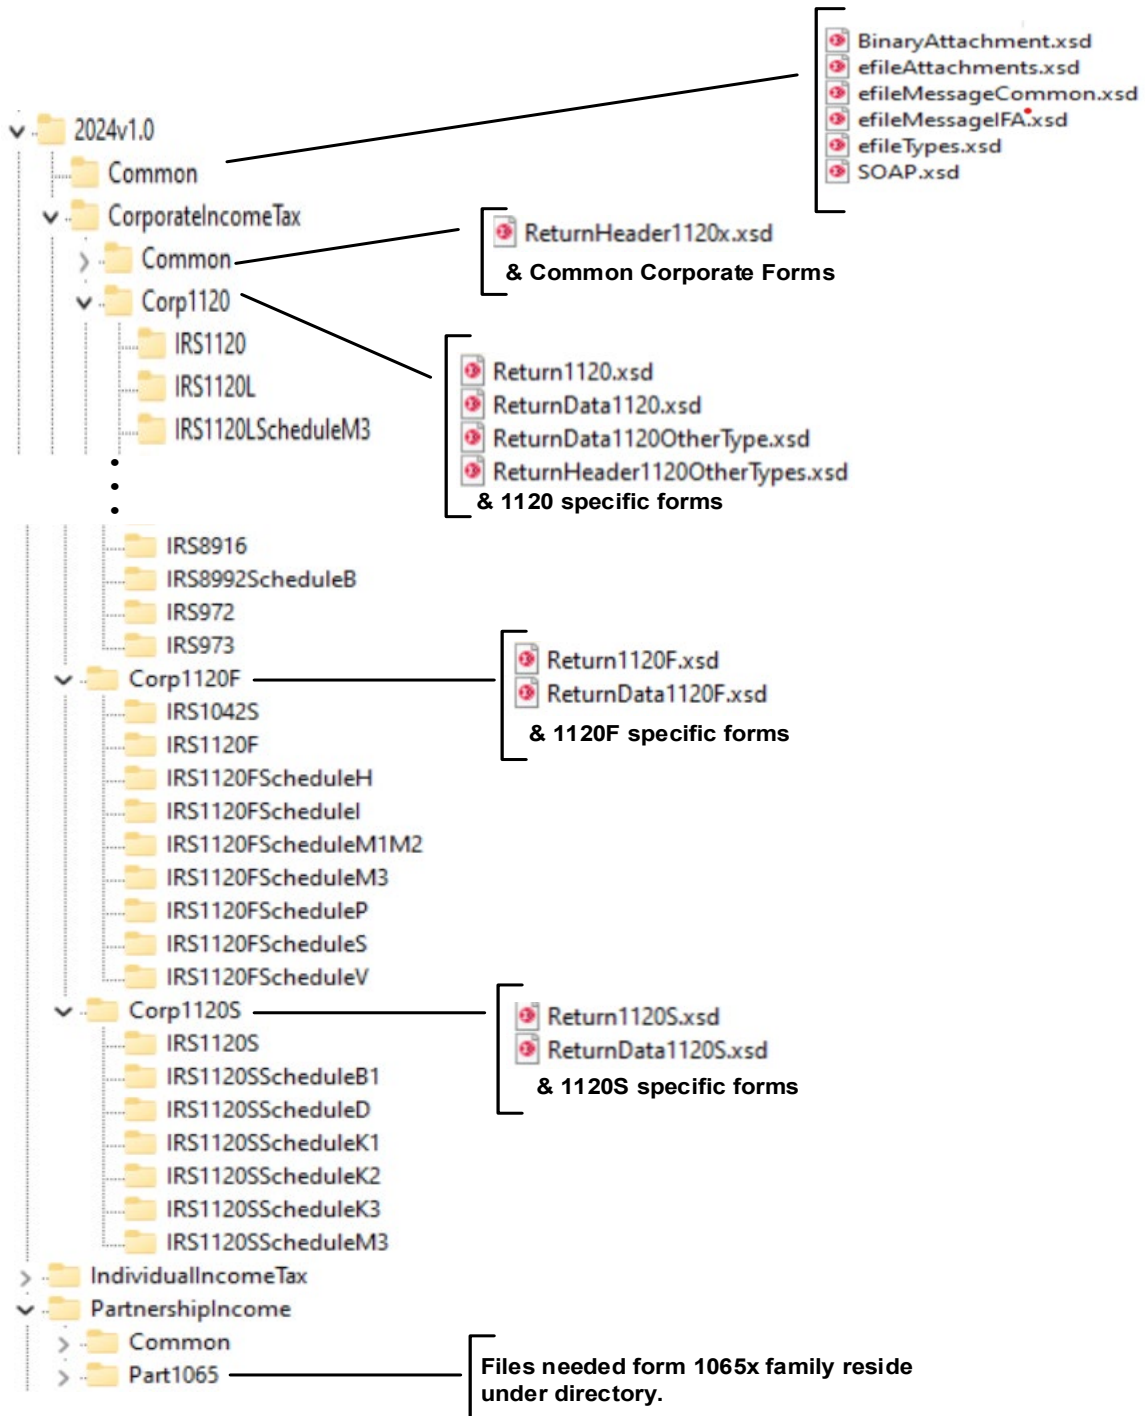 BinaryAttachment.xsd
efileAttachments.xsd
efileMessageCommon.xsd
efileMessageIFA.xsd
efileTypes.xsd
SOAP.xsd
2024v1.0
Common
CorporateIncomeTax
Common
Corp1120
IRS1120
IRS1120L
IRS1120LScheduleM3
ReturnHeader1120x.xsd
& Common Corporate Forms
Return1120.xsd
ReturnData1120.xsd
ReturnData1120OtherType.xsd
ReturnHeader1120OtherTypes.xsd
& 1120 specific forms
IRS8916
IRS8992ScheduleB
IRS972
IRS973
Corp1120F
IRS1042S
IRS1120F
IRS1120FScheduleH
IRS1120FScheduleI
IRS1120FScheduleM1M2
IRS1120FScheduleM3
IRS1120FScheduleP
IRS1120FScheduleS
IRS1120FScheduleV
Return1120F.xsd
ReturnData1120F.xsd
& 1120F specific forms
Corp1120S
IRS1120S
IRS1120SScheduleB1
IRS1120SScheduleD
IRS1120SScheduleK1
IRS1120SScheduleK2
IRS1120SScheduleK3
IRS1120SScheduleM3
Return1120S.xsd
ReturnData1120S.xsd
& 1120S specific forms
IndividualIncomeTax
PartnershipIncome
Common
Part1065
Files needed form 1065x family reside
under directory.